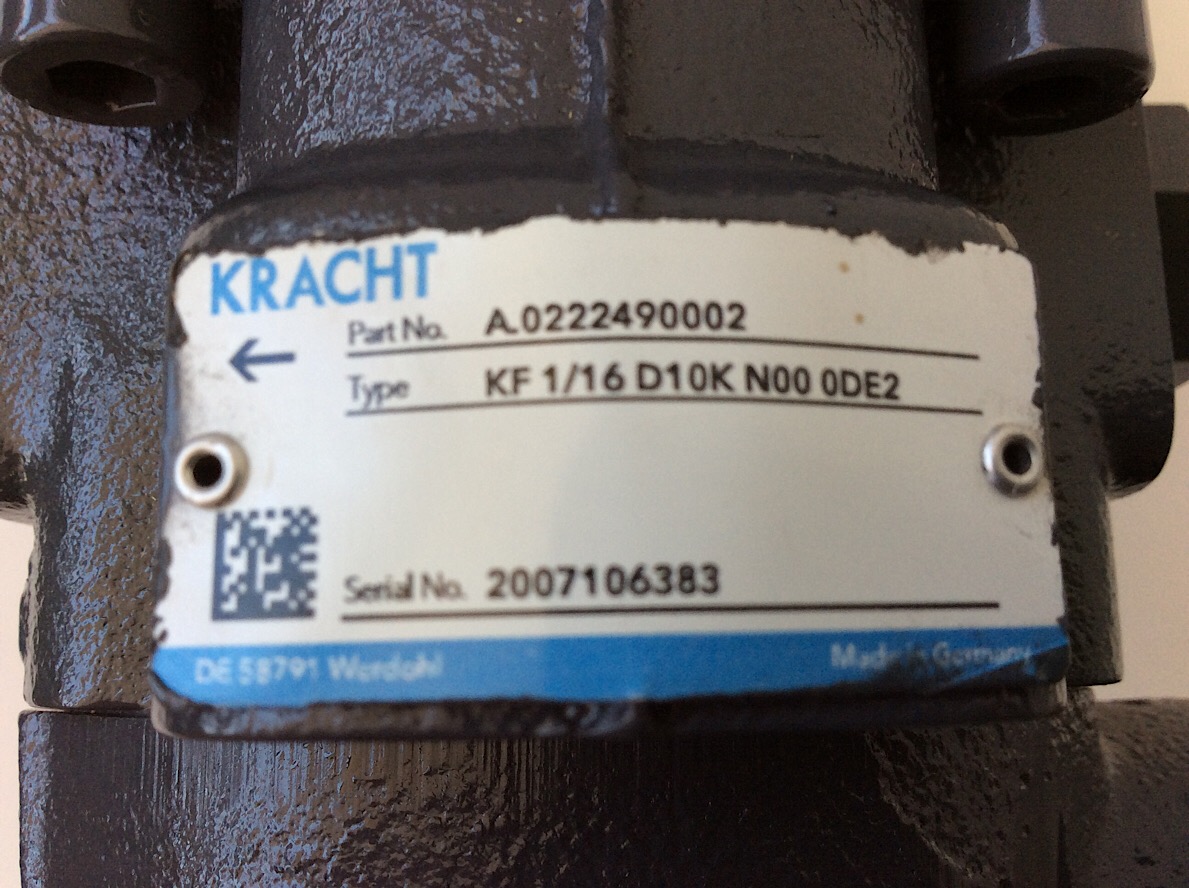 KRACHT
Part No. A.0222490002
Type KF 1/16 D10K N00 0DE2
Serial No. 2007106383
DE 58791 Werdohl
Made in Germany